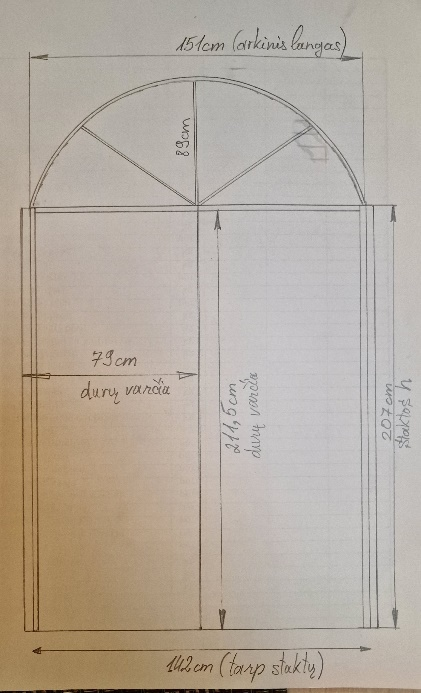 151cm (arkinis langas)
89cm
79cm
durų varčia
211,5cm
durų varčia
207cm
staktos h
142cm (tarp staktų)